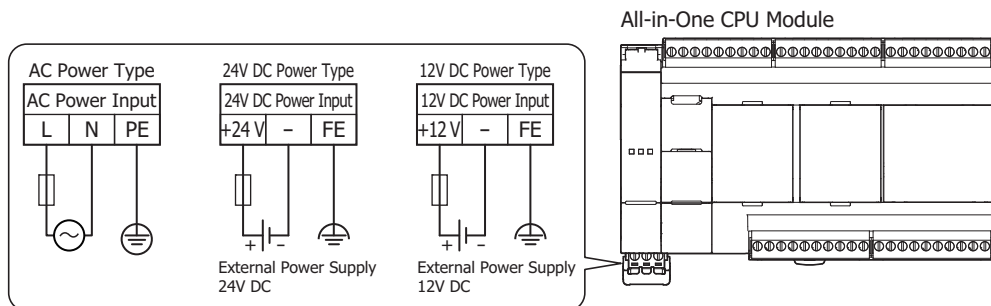 All-in-One CPU Module
AC Power Type
AC Power Input
L N PE
24V DC Power Type
24V DC Power Input
+24 V – FE
+ –
External Power Supply
24V DC
12V DC Power Type
12V DC Power Input
+12 V – FE
+ –
External Power Supply
12V DC